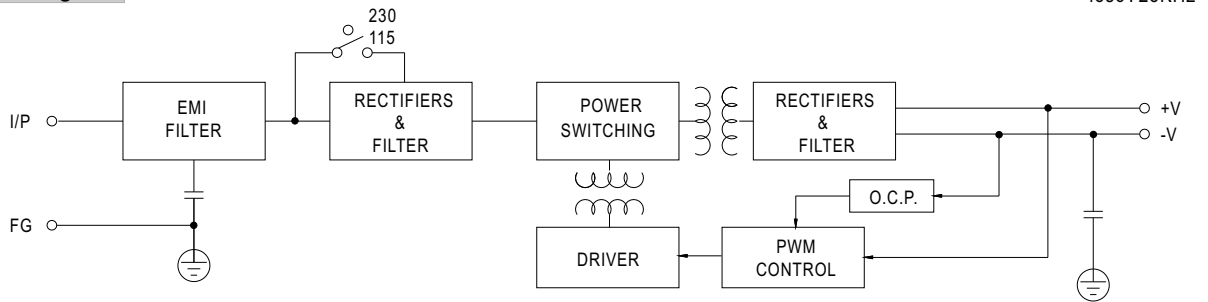 230
115
I/P
EMI
FILTER
RECTIFIERS
&
FILTER
POWER
SWITCHING
RECTIFIERS
&
FILTER
+V
-V
O.C.P.
FG
DRIVER
PWM
CONTROL